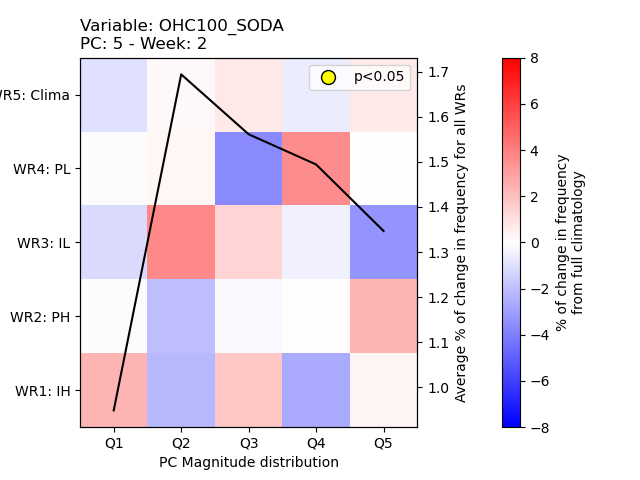 Variable: OHC100_SODA
PC: 5 - Week: 2
p<0.05
WR5: Clima
WR4: PL
WR3: IL
WR2: PH
WR1: IH
Q1 Q2 Q3 Q4 Q5
PC Magnitude distribution
1.7
1.6
1.5
1.4
1.3
1.2
1.1
1.0
Average % of change in frequency for all WRs
8
6
4
2
0
−2
−4
−6
−8
% of change in frequency
from full climatology